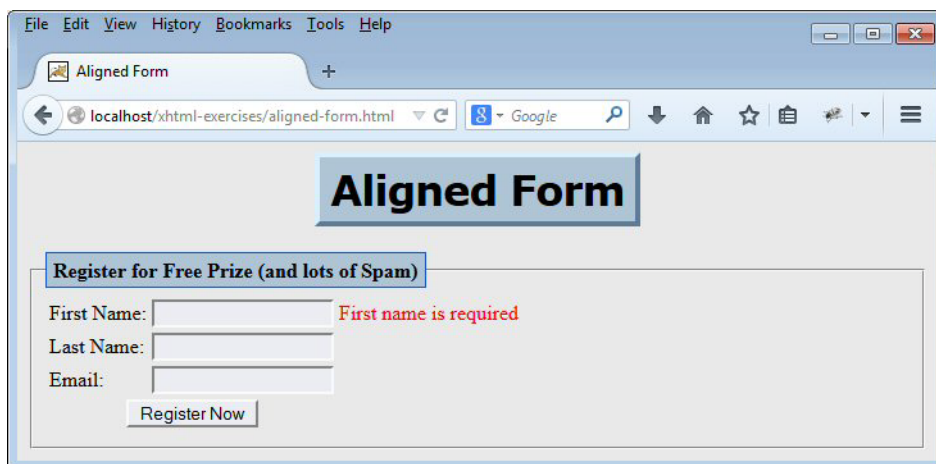 File Edit View History Bookmarks Tools Help
Aligned Form
localhost/xhtml-exercises/aligned-form.html
8 Google
Aligned Form
Register for Free Prize (and lots of Spam)
First Name: First name is required
Last Name:
Email:
Register Now